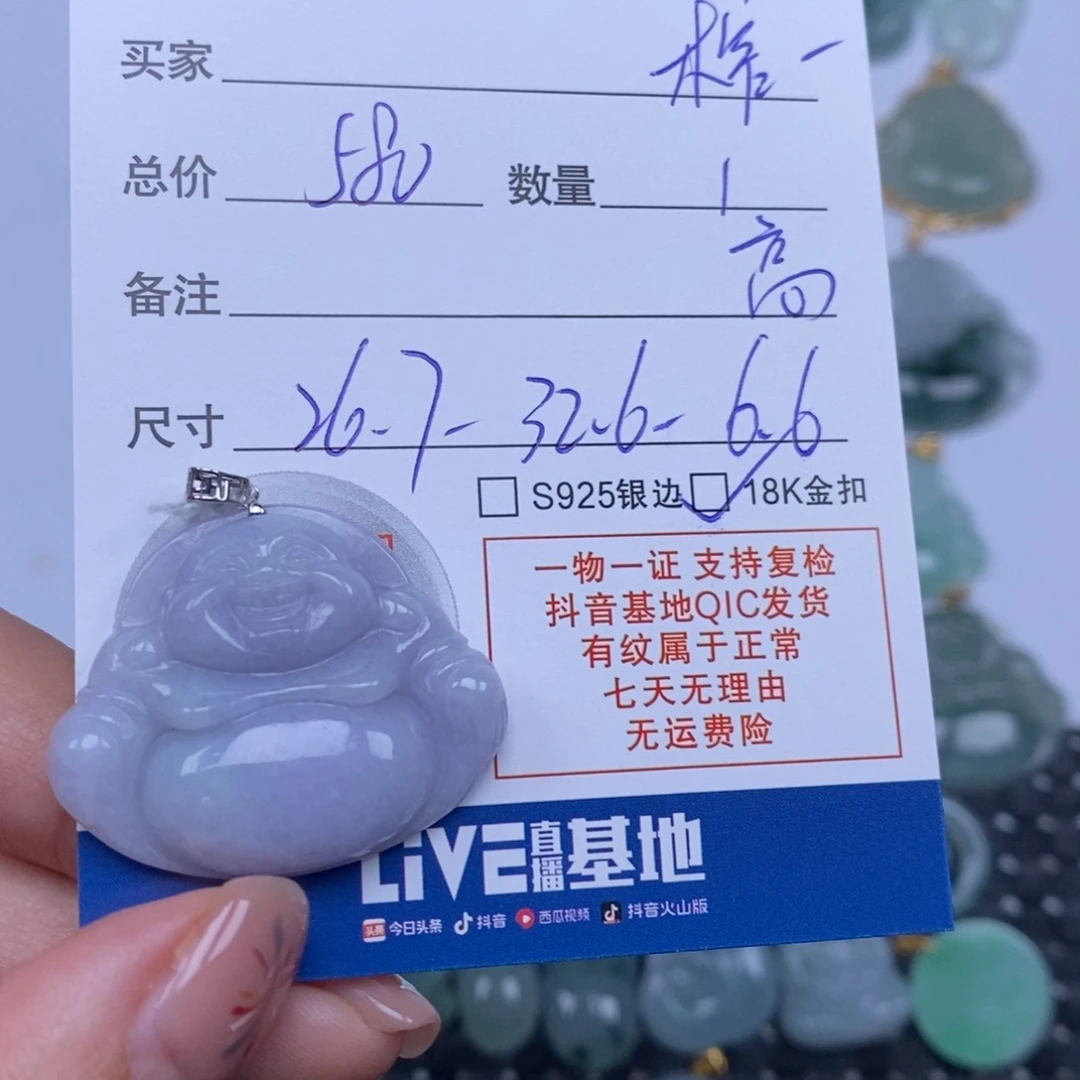 买家 榕一
总价 580 数量 1
备注 高
尺寸 26.7-32.6-6.6
S925银边 18K金扣
一物一证 支持复检
抖音基地QIC发货
有纹属于正常
七天无理由
无运费险
LiVE直播基地
头条 今日头条 抖音 西瓜视频 抖音火山版